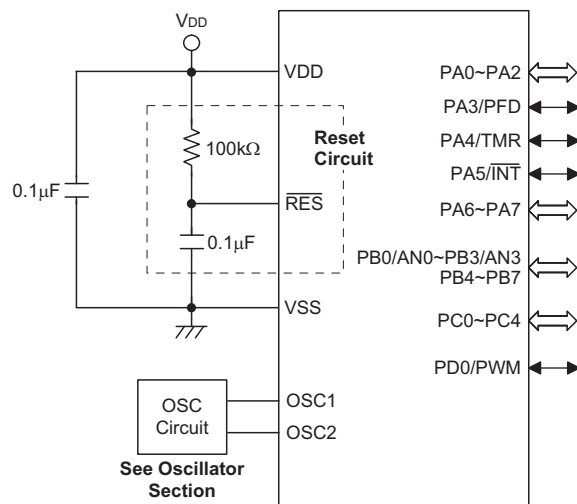 VDD
VDD
PA0~PA2
PA3/PFD
100kΩ
Reset
Circuit
PA4/TMR
PA5/INT
0.1μF
RES
PA6~PA7
0.1μF
PB0/AN0~PB3/AN3
PB4~PB7
VSS
PC0~PC4
PD0/PWM
OSC
Circuit
OSC1
OSC2
See Oscillator
Section